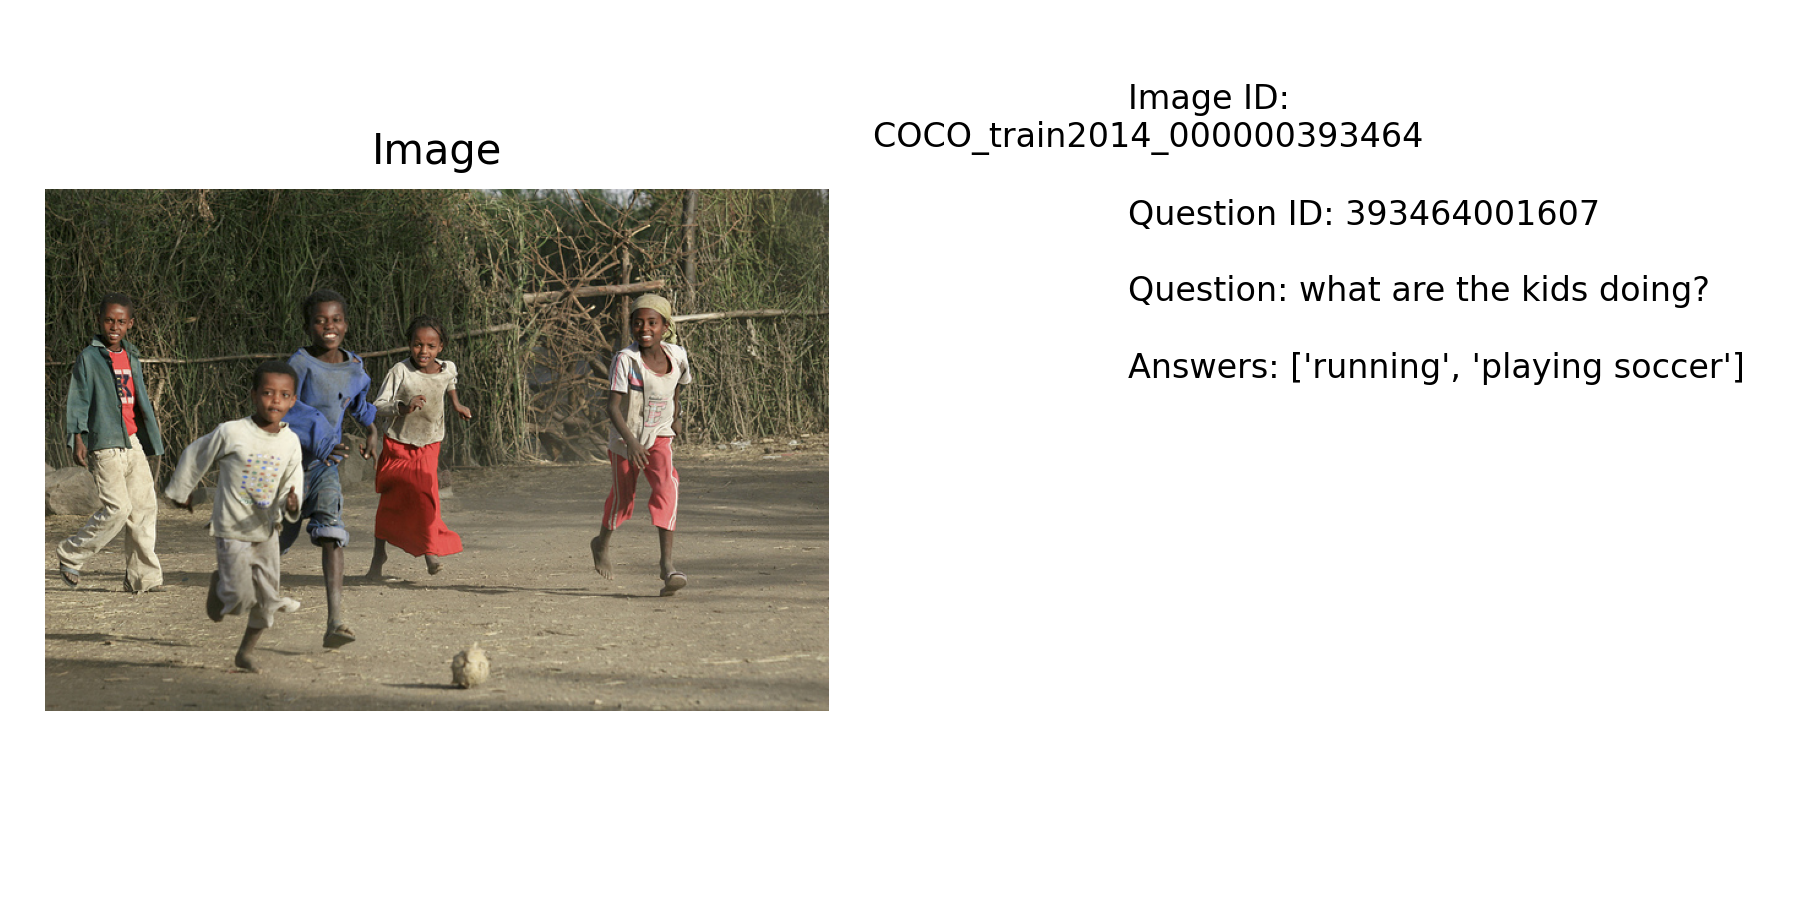 Image
Image ID:
COCO_train2014_000000393464
Question ID: 393464001607
Question: what are the kids doing?
Answers: ['running', 'playing soccer']
F